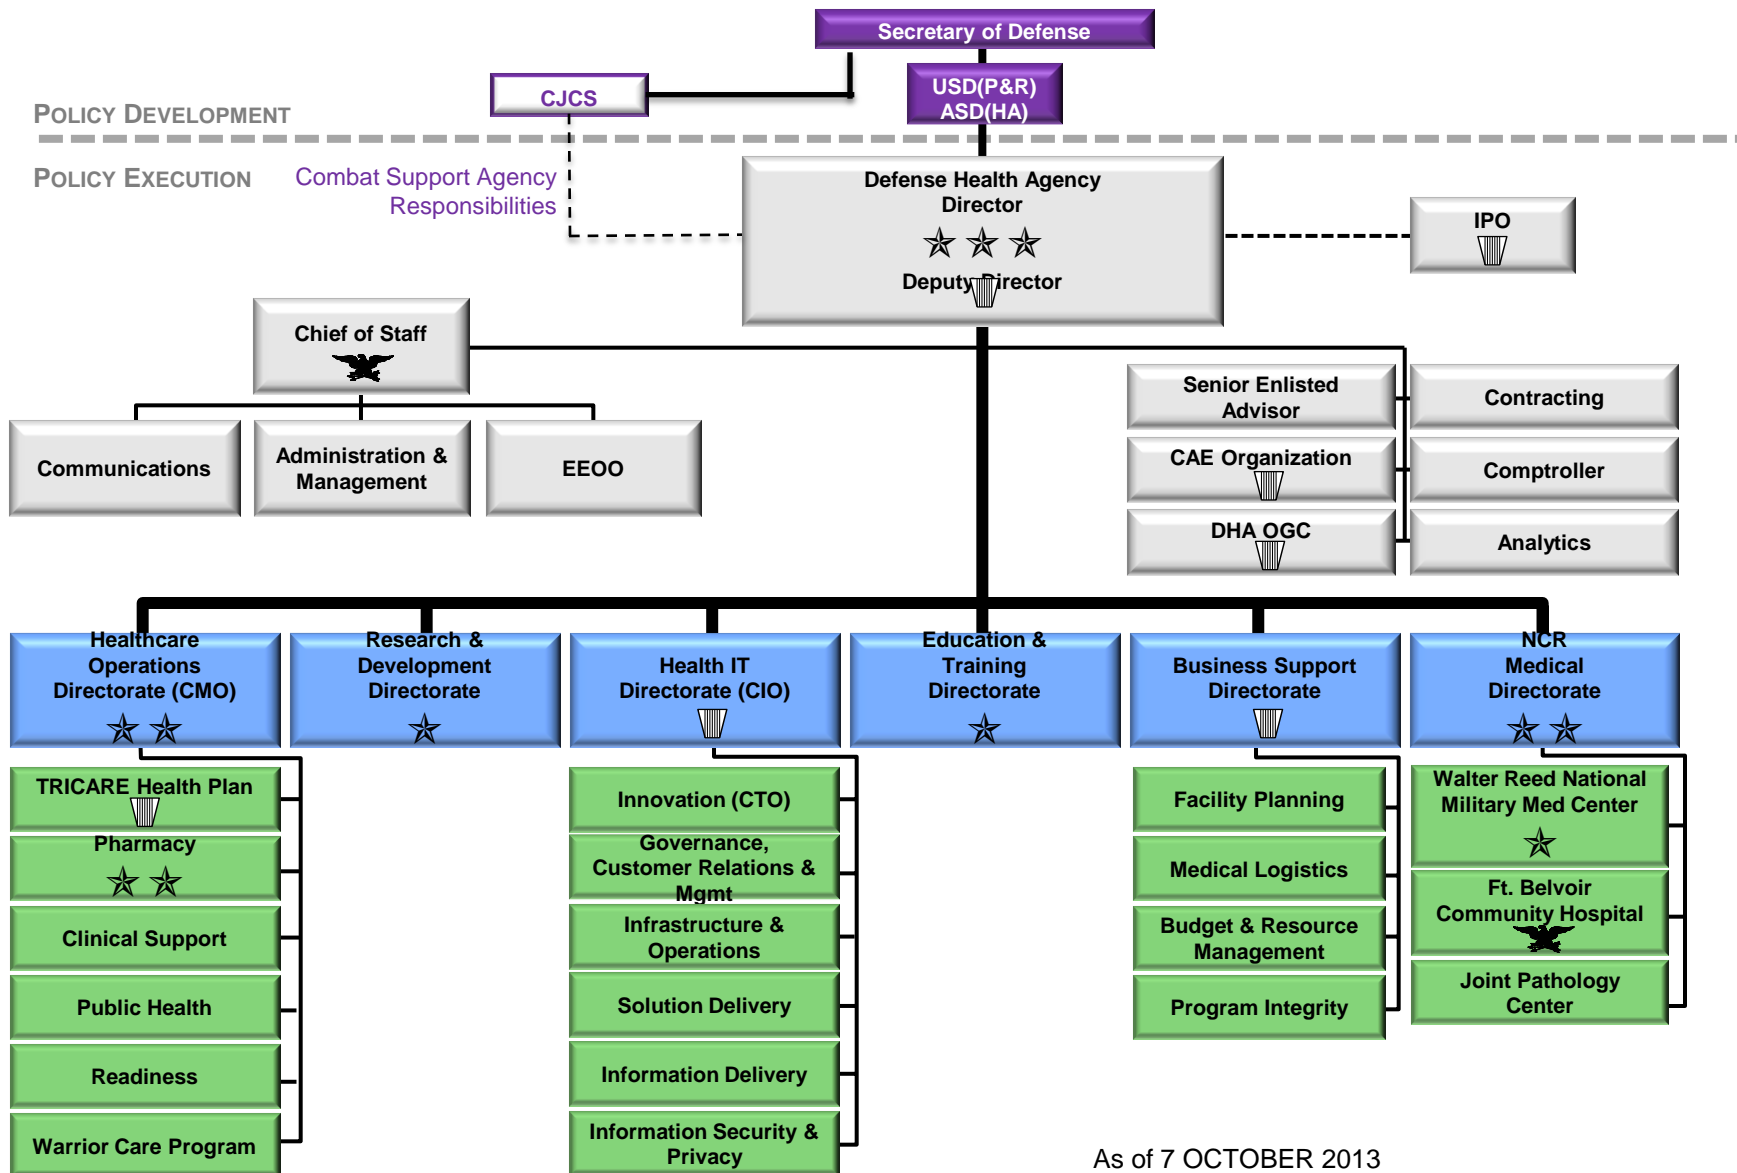 Secretary of Defense
CJCS
USD(P&R)
ASD(HA)
POLICY DEVELOPMENT
POLICY EXECUTION
Combat Support Agency
Responsibilities
Defense Health Agency
Director
Deputy Director
IPO
Chief of Staff
Communications
Administration &
Management
EEOO
Senior Enlisted
Advisor
Contracting
CAE Organization
Comptroller
DHA OGC
Analytics
Healthcare
Operations
Directorate (CMO)
Research &
Development
Directorate
Health IT
Directorate (CIO)
Education &
Training
Directorate
Business Support
Directorate
NCR
Medical
Directorate
TRICARE Health Plan
Pharmacy
Clinical Support
Public Health
Readiness
Warrior Care Program
Innovation (CTO)
Governance,
Customer Relations &
Mgmt
Infrastructure &
Operations
Solution Delivery
Information Delivery
Information Security &
Privacy
Facility Planning
Medical Logistics
Budget & Resource
Management
Program Integrity
Walter Reed National
Military Med Center
Ft. Belvoir
Community Hospital
Joint Pathology
Center
As of 7 OCTOBER 2013